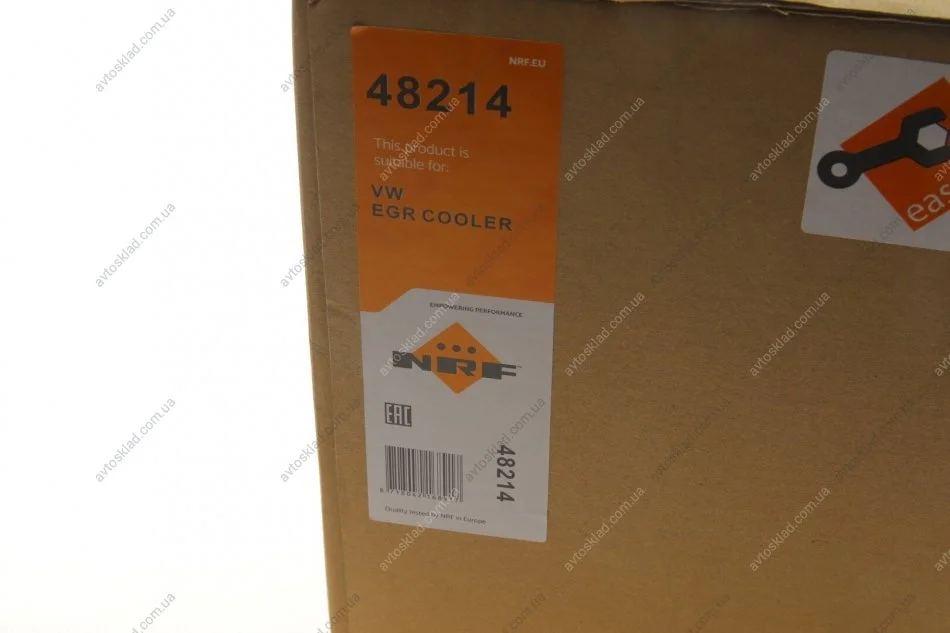 NRF.EU
48214
This product is
suitible for:
VW
EGR COOLER
EMPOWERING PERFORMANCE
NRF
EAC
48214
Quality tested by NRF in Europe
eas
avtosklad.com.ua